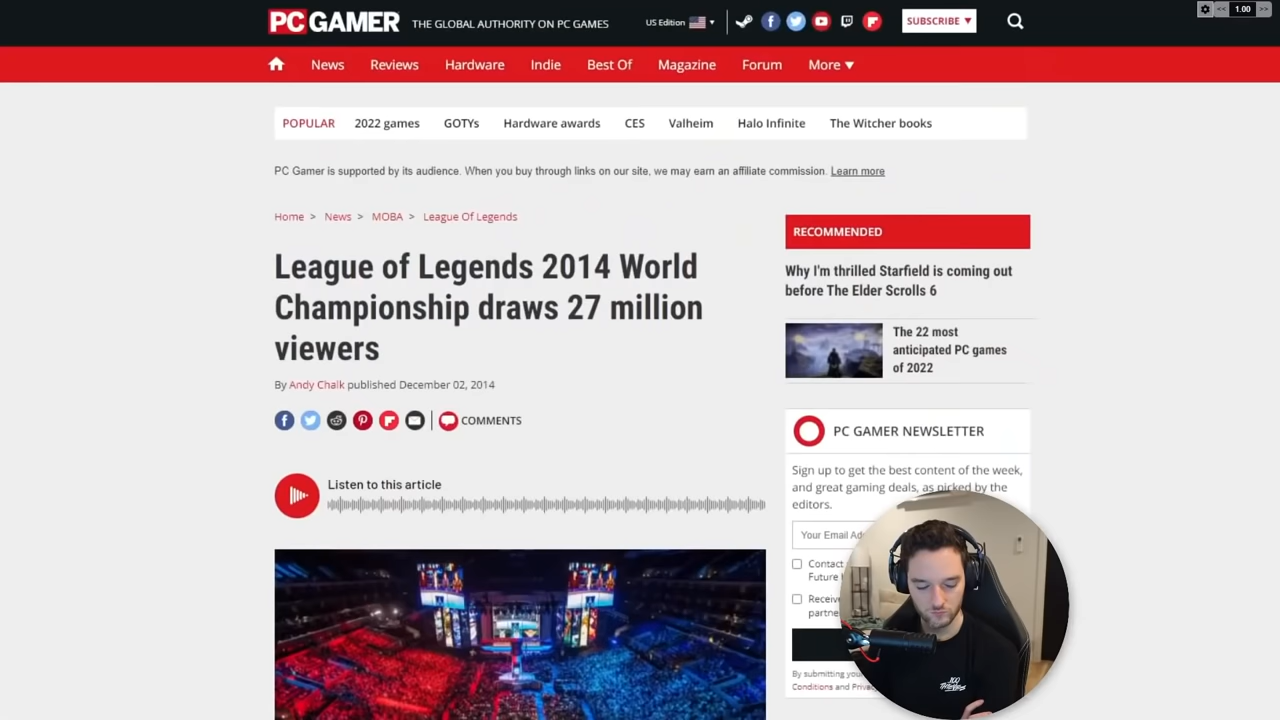 PC GAMER THE GLOBAL AUTHORITY ON PC GAMES US Edition SUBSCRIBE << 1.00 >>
News Reviews Hardware Indie Best Of Magazine Forum More
POPULAR 2022 games GOTYs Hardware awards CES Valheim Halo Infinite The Witcher books
PC Gamer is supported by its audience. When you buy through links on our site, we may earn an affiliate commission. Learn more
Home > News > MOBA > League Of Legends
League of Legends 2014 World
Championship draws 27 million
viewers
By Andy Chalk published December 02, 2014
COMMENTS
Listen to this article
RECOMMENDED
Why I'm thrilled Starfield is coming out
before The Elder Scrolls 6
The 22 most
anticipated PC games
of 2022
PC GAMER NEWSLETTER
Sign up to get the best content of the week,
and great gaming deals, as picked by the
editors.
Your Email
Contact
Future
Receive
By submitting
Conditions and
100
Thieves